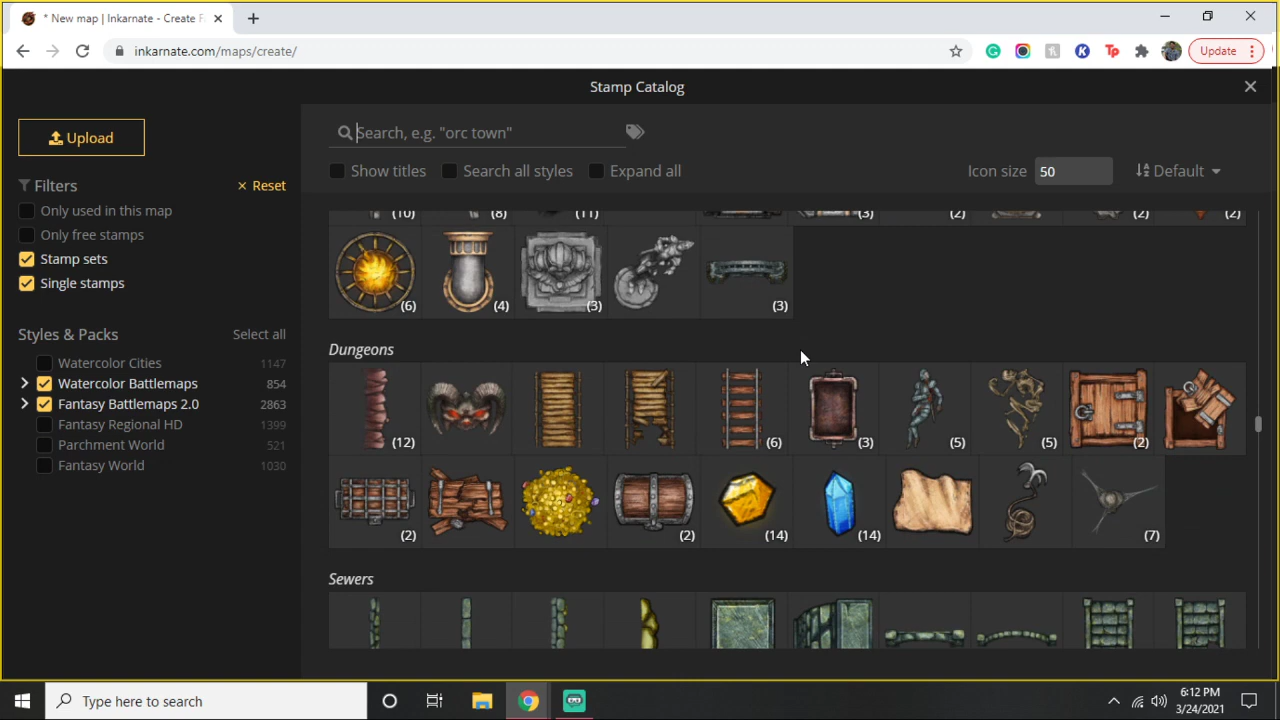 * New map | Inkarnate - Create F
inkarnate.com/maps/create/
Update
Stamp Catalog
Upload
Search, e.g. "orc town"
Show titles
Search all styles
Expand all
Icon size
50
Default
Filters
Reset
Only used in this map
Only free stamps
Stamp sets
Single stamps
Styles & Packs
Select all
Watercolor Cities 1147
Watercolor Battlemaps 854
Fantasy Battlemaps 2.0 2863
Fantasy Regional HD 1399
Parchment World 521
Fantasy World 1030
(10) (8) (11) (3) (2) (2) (2)
(6) (4) (3) (3)
Dungeons
(12) (6) (3) (5) (5) (2)
(2) (2) (14) (14) (7)
Sewers
Type here to search
6:12 PM
3/24/2021